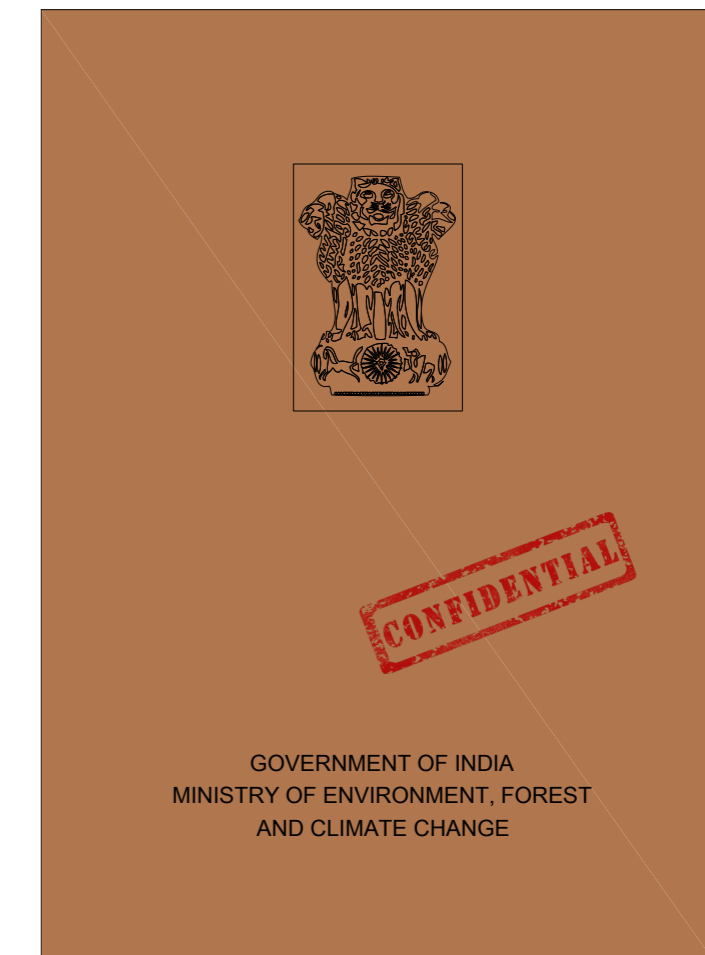 CONFIDENTIAL
GOVERNMENT OF INDIA
MINISTRY OF ENVIRONMENT, FOREST
AND CLIMATE CHANGE